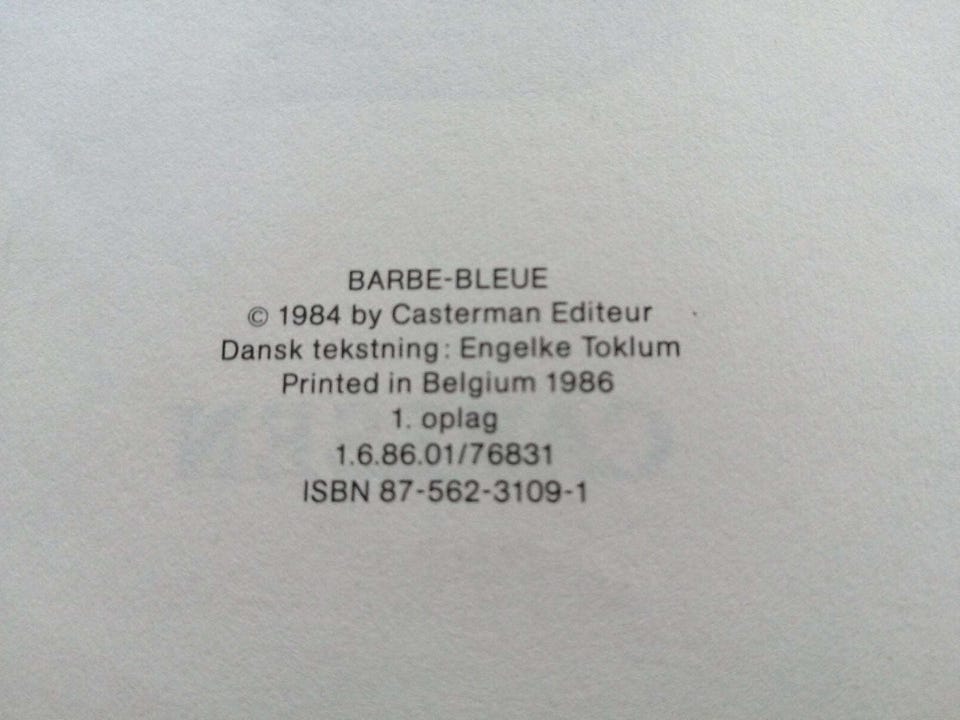 BARBE-BLEUE
© 1984 by Casterman Editeur
Dansk tekstning: Engelke Toklum
Printed in Belgium 1986
1. oplag
1.6.86.01/76831
ISBN 87-562-3109-1